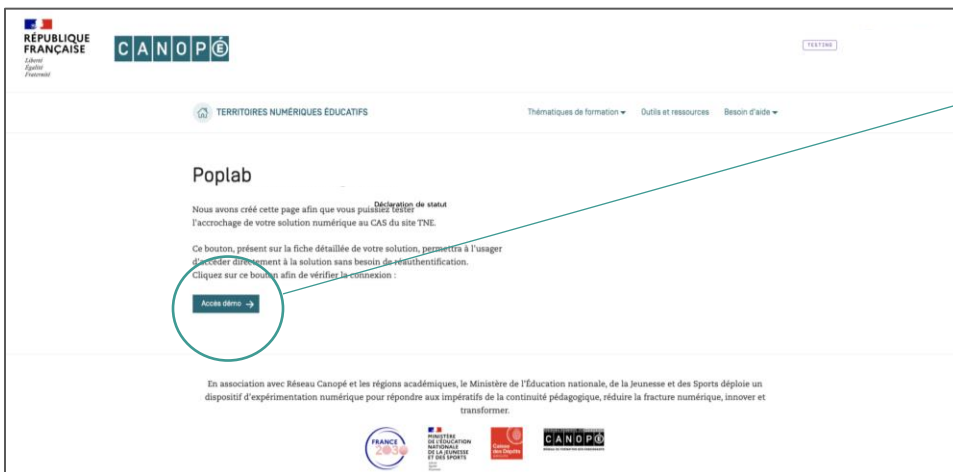 RÉPUBLIQUE
FRANÇAISE
Liberté
Égalité
Fraternité
CANOPÉ
TESTING
TERRITOIRES NUMÉRIQUES ÉDUCATIFS
Thématiques de formation
Outils et ressources
Besoin d'aide
Poplab
Déclaration de statut
Nous avons créé cette page afin que vous puissiez tester
l'accrochage de votre solution numérique au CAS du site TNE.
Ce bouton, présent sur la fiche détaillée de votre solution, permettra à l'usager
d'accéder directement à la solution sans besoin de réauthentification.
Cliquez sur ce bouton afin de vérifier la connexion :
Accès démo →
En association avec Réseau Canopé et les régions académiques, le Ministère de l'Éducation nationale, de la Jeunesse et des Sports déploie un
dispositif d'expérimentation numérique pour répondre aux impératifs de la continuité pédagogique, réduire la fracture numérique, innover et
transformer.
FRANCE
2030
MINISTÈRE
DE L'ÉDUCATION
NATIONALE
DE LA JEUNESSE
ET DES SPORTS
Caisse
des Dépôts
CANOPÉ